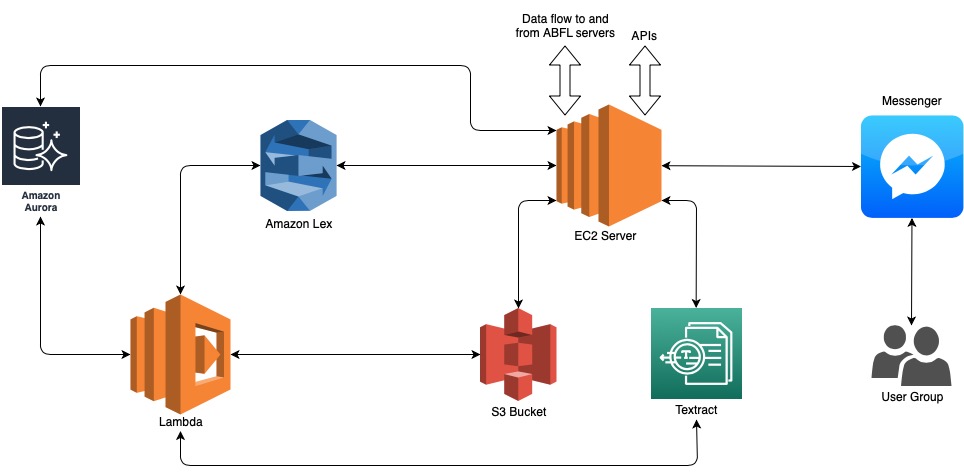 Data flow to and
from ABFL servers
APIs
Messenger
Amazon
Aurora
Amazon Lex
EC2 Server
Lambda
S3 Bucket
T
Textract
User Group